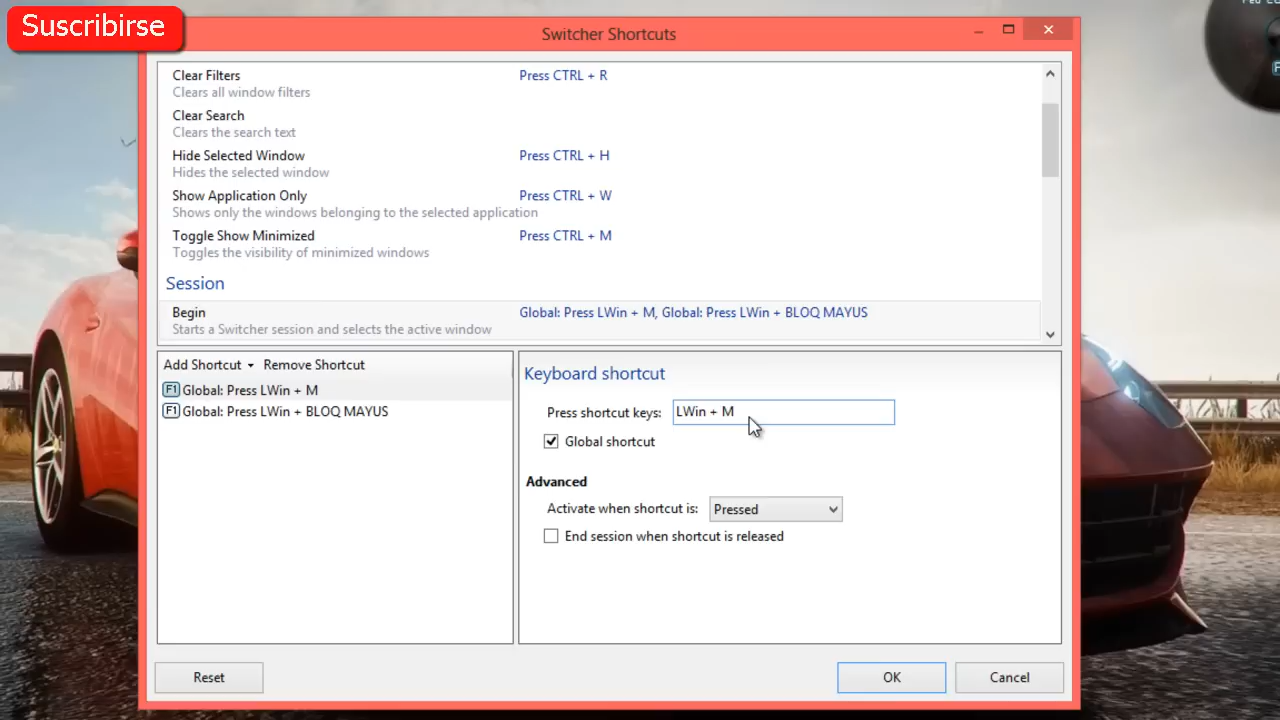 Suscribirse
Switcher Shortcuts
Clear Filters
Press CTRL + R
Clears all window filters
Clear Search
Clears the search text
Hide Selected Window
Press CTRL + H
Hides the selected window
Show Application Only
Press CTRL + W
Shows only the windows belonging to the selected application
Toggle Show Minimized
Press CTRL + M
Toggles the visibility of minimized windows
Session
Begin
Global: Press LWin + M, Global: Press LWin + BLOQ MAYUS
Starts a Switcher session and selects the active window
Add Shortcut
Remove Shortcut
F1 Global: Press LWin + M
F1 Global: Press LWin + BLOQ MAYUS
Keyboard shortcut
Press shortcut keys: LWin + M
Global shortcut
Advanced
Activate when shortcut is: Pressed
End session when shortcut is released
Reset
OK
Cancel